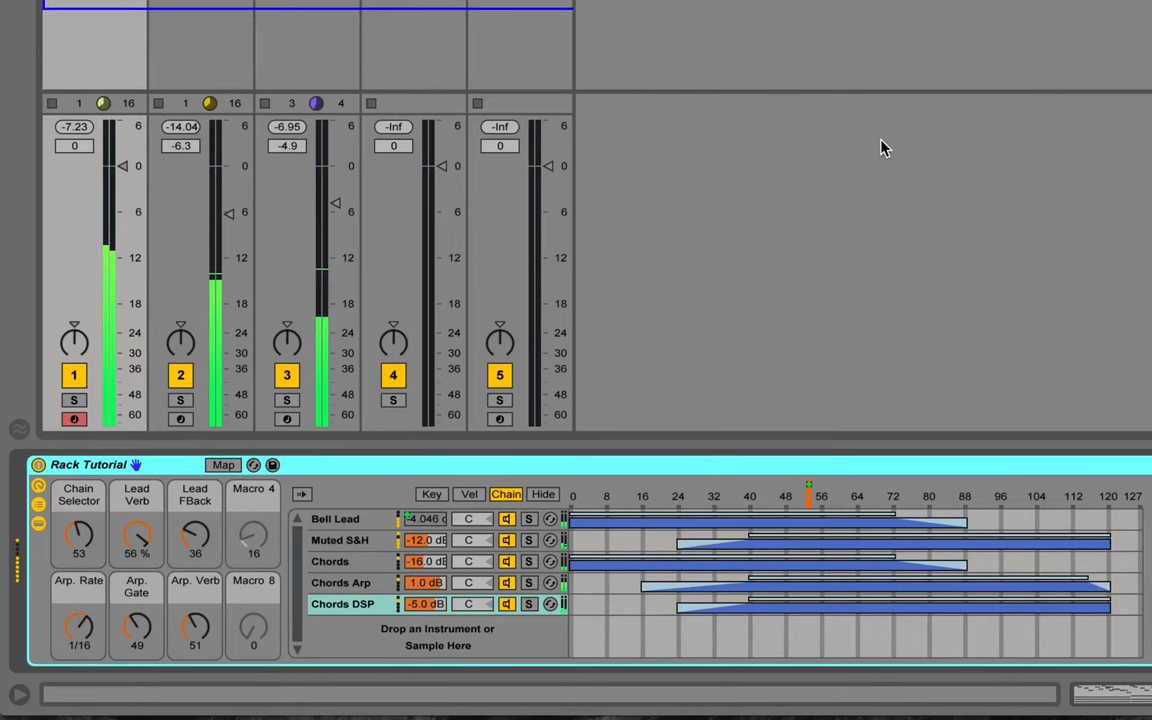 1 16 1 16 3 4
-7.23 6 -14.04 6 -6.95 6 -Inf 6 -Inf 6
0 -6.3 -4.9 0 0
0 0 0 0 0
6 6 6 6 6
12 12 12 12 12
18 18 18 18 18
24 24 24 24 24
30 30 30 30 30
1 36 2 36 3 36 4 36 5 36
S 48 S 48 S 48 S 48 S 48
60 60 60 60 60
Rack Tutorial Map
Chain Selector
Lead Verb
Lead FBack
Macro 4
53 56 % 36 16
Arp. Rate
Arp. Gate
Arp. Verb
Macro 8
1/16 49 51 0
Key Vel Chain Hide 0 8 16 24 32 40 48 56 64 72 80 88 96 104 112 120 127
Bell Lead C S
Muted S&H -12.0 dB C S
Chords -16.0 dB C S
Chords Arp 1.0 dB C S
Chords DSP -5.0 dB C S
Drop an Instrument or
Sample Here